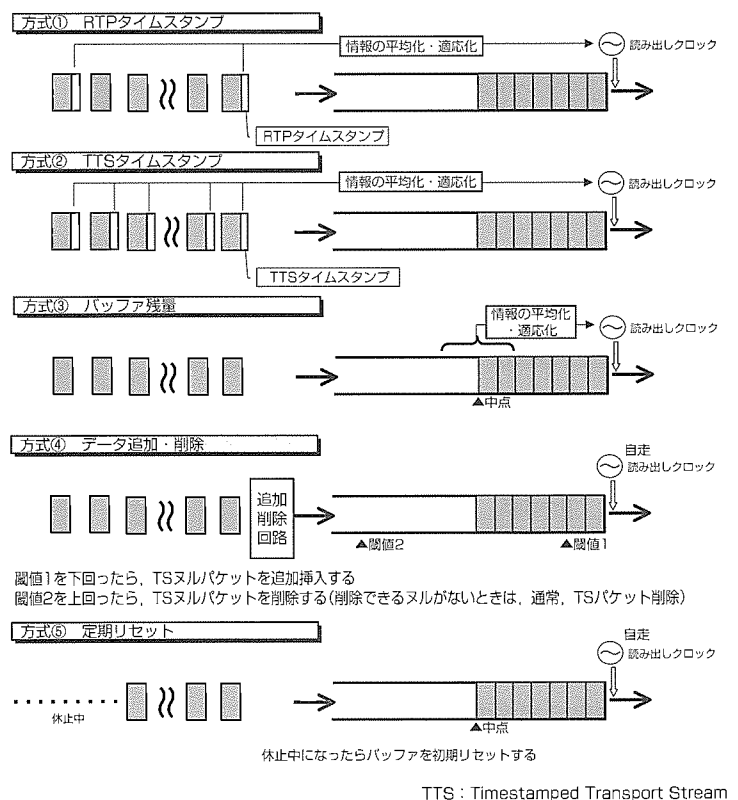 方式① RTPタイムスタンプ
情報の平均化・適応化
読み出しクロック
RTPタイムスタンプ
方式② TTSタイムスタンプ
情報の平均化・適応化
読み出しクロック
TTSタイムスタンプ
方式③ バッファ残量
情報の平均化
・適応化
読み出しクロック
▲中点
方式④ データ追加・削除
自走
読み出しクロック
追加
削除
回路
▲閾値2
▲閾値1
閾値1を下回ったら，TSヌルパケットを追加挿入する
閾値2を上回ったら，TSヌルパケットを削除する(削除できるヌルがないときは，通常，TSパケット削除)
方式⑤ 定期リセット
自走
読み出しクロック
休止中
▲中点
休止中になったらバッファを初期リセットする
TTS：Timestamped Transport Stream